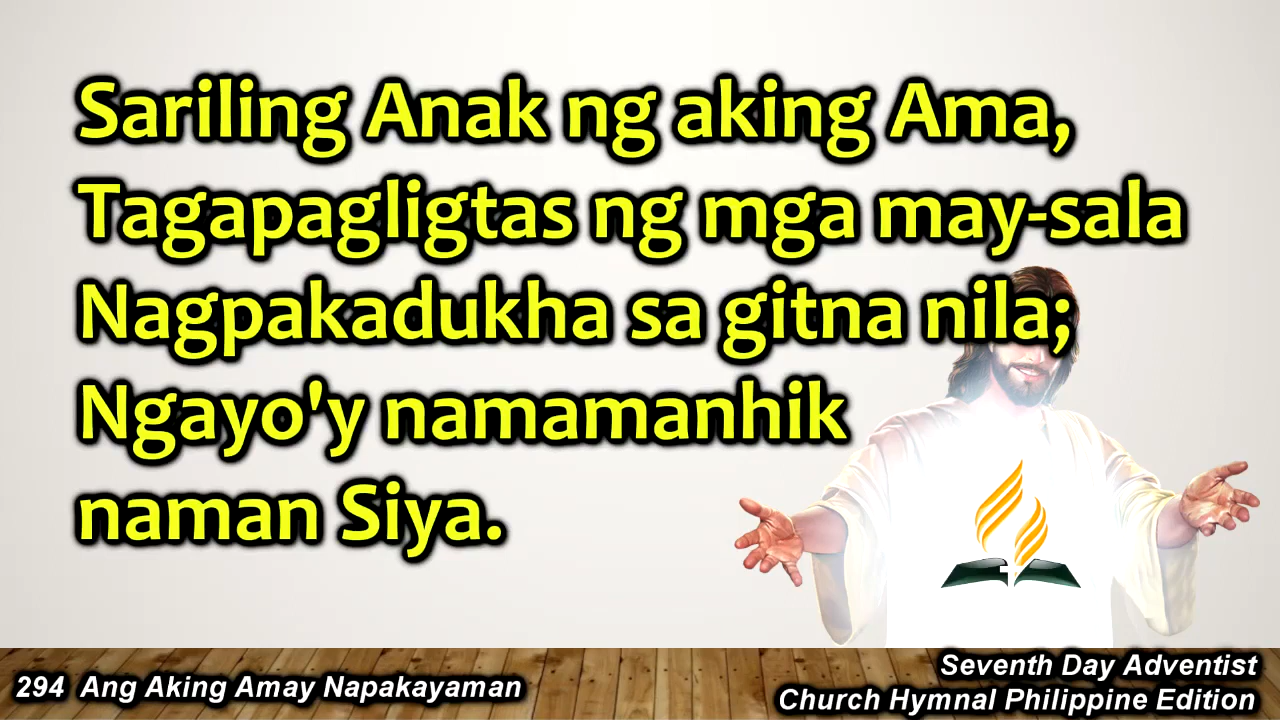 Sariling Anak ng aking Ama,
Tagapagligtas ng mga may-sala
Nagpakadukha sa gitna nila;
Ngayo'y namamanhik
naman Siya.
294 Ang Aking Amay Napakayaman
Seventh Day Adventist
Church Hymnal Philippine Edition